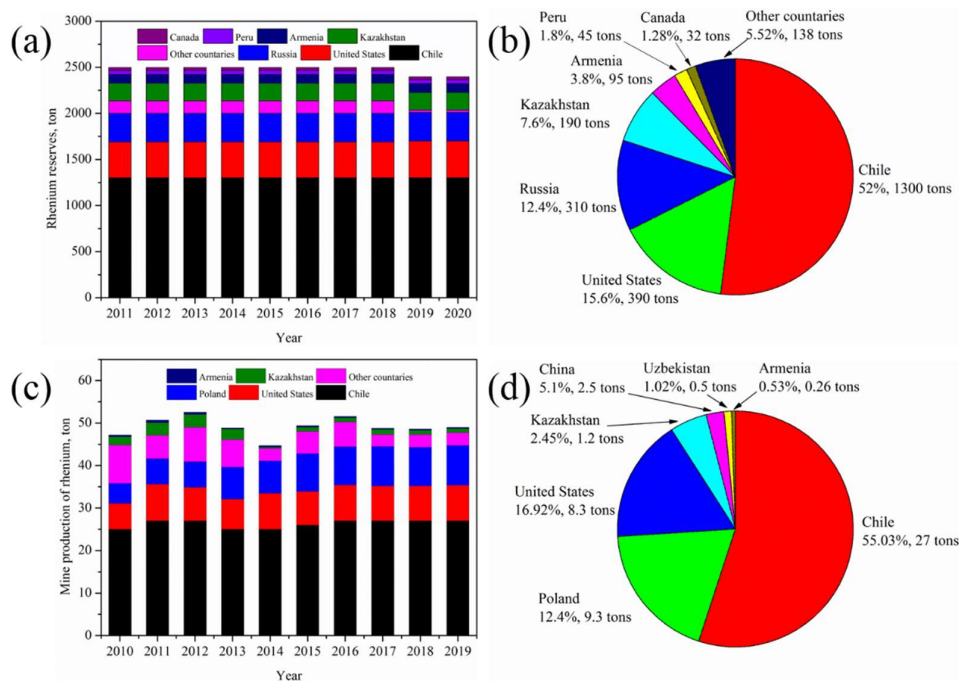 (a)
3000
2500
2000
1500
1000
500
0
Rhenium reserves, ton
Canada Peru Armenia Kazakhstan
Other countaries Russia United States Chile
2011 2012 2013 2014 2015 2016 2017 2018 2019 2020
Year
(b)
Peru
1.8%, 45 tons
Canada
1.28%, 32 tons
Other countaries
5.52%, 138 tons
Armenia
3.8%, 95 tons
Kazakhstan
7.6%, 190 tons
Russia
12.4%, 310 tons
United States
15.6%, 390 tons
Chile
52%, 1300 tons
(c)
60
50
40
30
20
10
0
Mine production of rhenium, ton
Armenia Kazakhstan Other countaries
Poland United States Chile
2010 2011 2012 2013 2014 2015 2016 2017 2018 2019
Year
(d)
China
5.1%, 2.5 tons
Uzbekistan
1.02%, 0.5 tons
Armenia
0.53%, 0.26 tons
Kazakhstan
2.45%, 1.2 tons
United States
16.92%, 8.3 tons
Poland
12.4%, 9.3 tons
Chile
55.03%, 27 tons